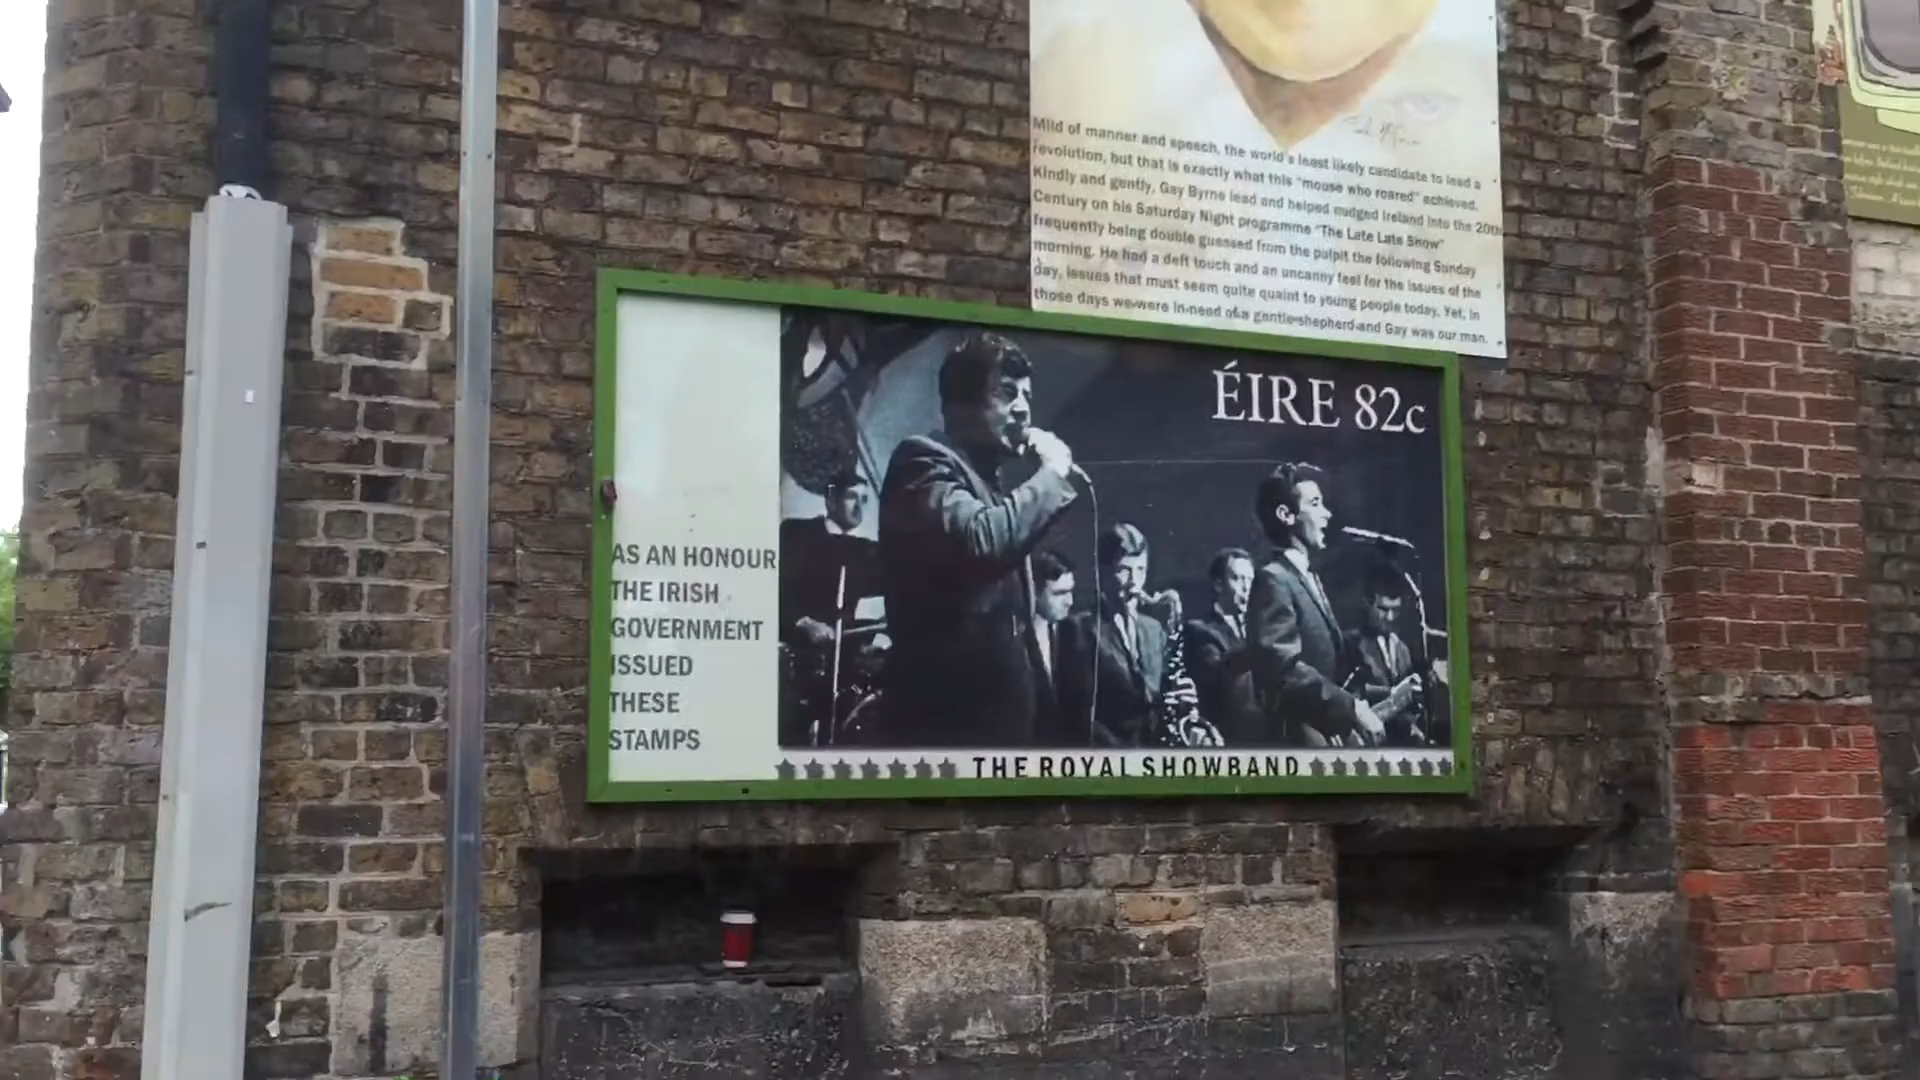 Mild of manner and speech, the world's least likely candidate to lead a
revolution, but that is exactly what this "mouse who roared" achieved.
Kindly and gently, Gay Byrne lead and helped nudged Ireland into the 20th
Century on his Saturday Night programme "The Late Late Show"
frequently being double guessed from the pulpit the following Sunday
morning. He had a deft touch and an uncanny feel for the issues of the
day, issues that must seem quite quaint to young people today. Yet, in
those days we were in need of a gentle shepherd and Gay was our man.
ÉIRE 82c
AS AN HONOUR
THE IRISH
GOVERNMENT
ISSUED
THESE
STAMPS
THE ROYAL SHOWBAND